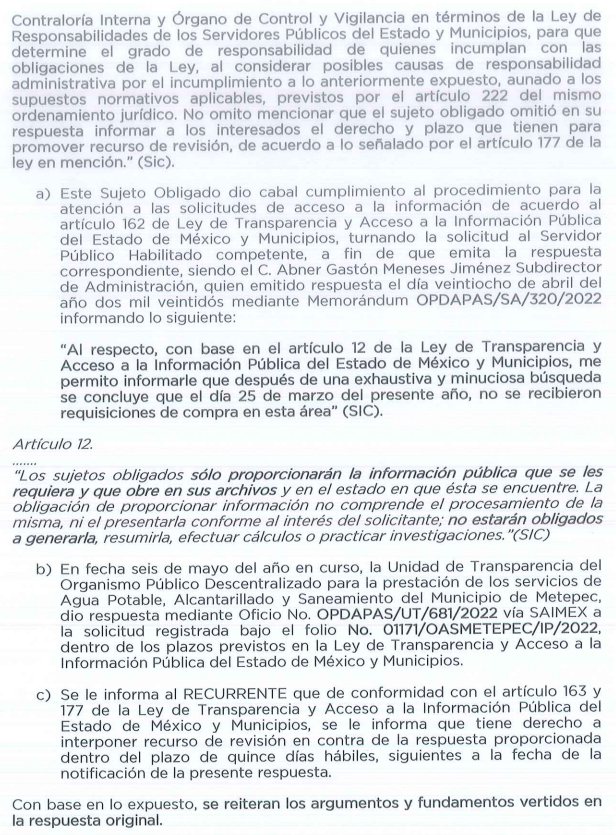 Contraloría Interna y Órgano de Control y Vigilancia en términos de la Ley de
Responsabilidades de los Servidores Públicos del Estado y Municipios, para que
determine el grado de responsabilidad de quienes incumplan con las
obligaciones de la Ley, al considerar posibles causas de responsabilidad
administrativa por el incumplimiento a lo anteriormente expuesto, aunado a los
supuestos normativos aplicables, previstos por el artículo 222 del mismo
ordenamiento jurídico. No omito mencionar que el sujeto obligado omitió en su
respuesta informar a los interesados el derecho y plazo que tienen para
promover recurso de revisión, de acuerdo a lo señalado por el artículo 177 de la
ley en mención." (Sic).
a) Este Sujeto Obligado dio cabal cumplimiento al procedimiento para la
atención a las solicitudes de acceso a la información de acuerdo al
artículo 162 de Ley de Transparencia y Acceso a la Información Pública
del Estado de México y Municipios, turnando la solicitud al Servidor
Público Habilitado competente, a fin de que emita la respuesta
correspondiente, siendo el C. Abner Gastón Meneses Jiménez Subdirector
de Administración, quien emitido respuesta el día veintiocho de abril del
año dos mil veintidós mediante Memorándum OPDAPAS/SA/320/2022
informando lo siguiente:
"Al respecto, con base en el artículo 12 de la Ley de Transparencia y
Acceso a la Información Pública del Estado de México y Municipios, me
permito informarle que después de una exhaustiva y minuciosa búsqueda
se concluye que el día 25 de marzo del presente año, no se recibieron
requisiciones de compra en esta área" (SIC).
Artículo 12.
.......
"Los sujetos obligados sólo proporcionarán la información pública que se les
requiera y que obre en sus archivos y en el estado en que ésta se encuentre. La
obligación de proporcionar información no comprende el procesamiento de la
misma, ni el presentarla conforme al interés del solicitante; no estarán obligados
a generarla, resumirla, efectuar cálculos o practicar investigaciones."(SIC)
b) En fecha seis de mayo del año en curso, la Unidad de Transparencia del
Organismo Público Descentralizado para la prestación de los servicios de
Agua Potable, Alcantarillado y Saneamiento del Municipio de Metepec,
dio respuesta mediante Oficio No. OPDAPAS/UT/681/2022 vía SAIMEX a
la solicitud registrada bajo el folio No. 01171/OASMETEPEC/IP/2022,
dentro de los plazos previstos en la Ley de Transparencia y Acceso a la
Información Pública del Estado de México y Municipios.
c) Se le informa al RECURRENTE que de conformidad con el artículo 163 y
177 de la Ley de Transparencia y Acceso a la Información Pública del
Estado de México y Municipios, se le informa que tiene derecho a
interponer recurso de revisión en contra de la respuesta proporcionada
dentro del plazo de quince días hábiles, siguientes a la fecha de la
notificación de la presente respuesta.
Con base en lo expuesto, se reiteran los argumentos y fundamentos vertidos en
la respuesta original.